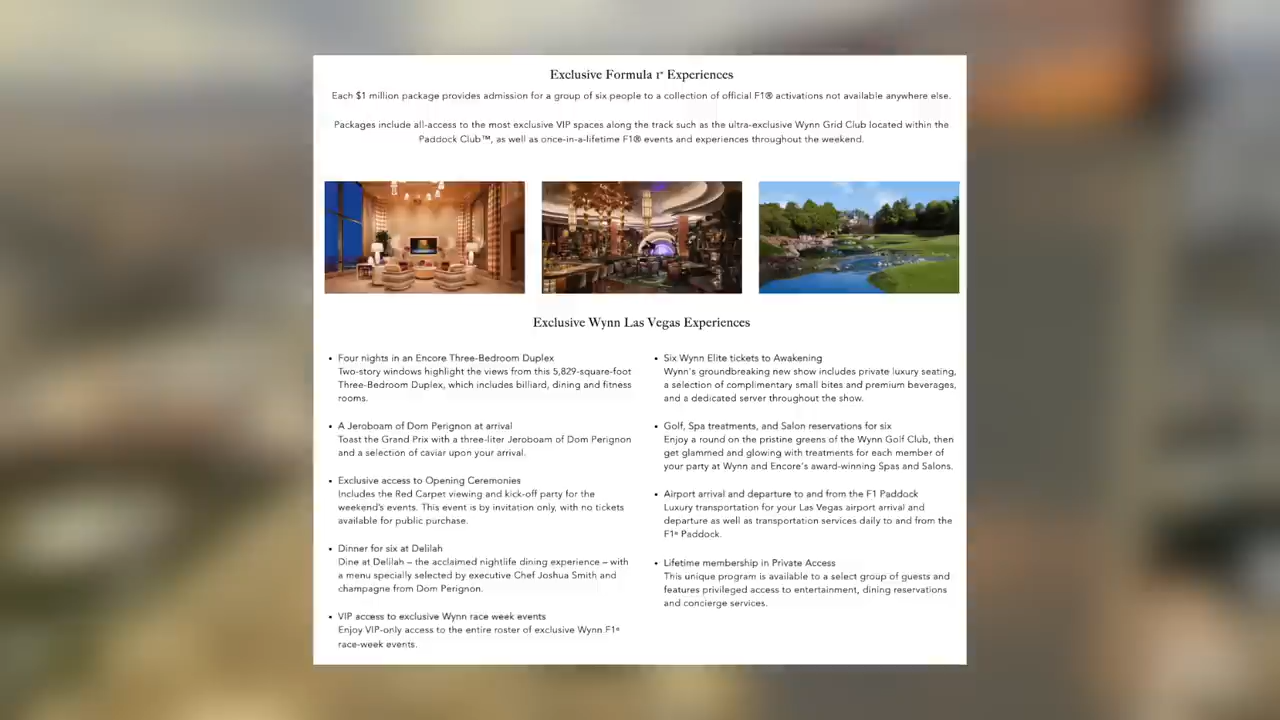 Exclusive Formula 1® Experiences
Each $1 million package provides admission for a group of six people to a collection of official F1® activations not available anywhere else.
Packages include all-access to the most exclusive VIP spaces along the track such as the ultra-exclusive Wynn Grid Club located within the
Paddock Club™, as well as once-in-a-lifetime F1® events and experiences throughout the weekend.
Exclusive Wynn Las Vegas Experiences
• Four nights in an Encore Three-Bedroom Duplex
Two-story windows highlight the views from this 5,829-square-foot
Three-Bedroom Duplex, which includes billiard, dining and fitness
rooms.
• A Jeroboam of Dom Perignon at arrival
Toast the Grand Prix with a three-liter Jeroboam of Dom Perignon
and a selection of caviar upon your arrival.
• Exclusive access to Opening Ceremonies
Includes the Red Carpet viewing and kick-off party for the
weekend's events. This event is by invitation only, with no tickets
available for public purchase.
• Dinner for six at Delilah
Dine at Delilah – the acclaimed nightlife dining experience – with
a menu specially selected by executive Chef Joshua Smith and
champagne from Dom Perignon.
• VIP access to exclusive Wynn race week events
Enjoy VIP-only access to the entire roster of exclusive Wynn F1®
race-week events.
• Six Wynn Elite tickets to Awakening
Wynn's groundbreaking new show includes private luxury seating,
a selection of complimentary small bites and premium beverages,
and a dedicated server throughout the show.
• Golf, Spa treatments, and Salon reservations for six
Enjoy a round on the pristine greens of the Wynn Golf Club, then
get glammed and glowing with treatments for each member of
your party at Wynn and Encore's award-winning Spas and Salons.
• Airport arrival and departure to and from the F1 Paddock
Luxury transportation for your Las Vegas airport arrival and
departure as well as transportation services daily to and from the
F1® Paddock.
• Lifetime membership in Private Access
This unique program is available to a select group of guests and
features privileged access to entertainment, dining reservations
and concierge services.